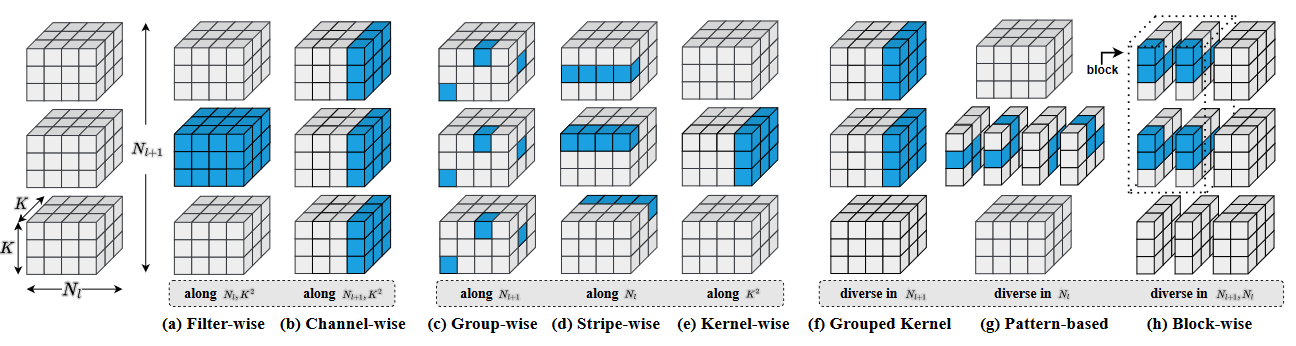 block
N_{l+1}
K
K
N_l
along N_l, K^2
along N_{l+1}, K^2
along N_{l+1}
along N_l
along K^2
diverse in N_{l+1}
diverse in N_l
diverse in N_{l+1}, N_l
(a) Filter-wise
(b) Channel-wise
(c) Group-wise
(d) Stripe-wise
(e) Kernel-wise
(f) Grouped Kernel
(g) Pattern-based
(h) Block-wise